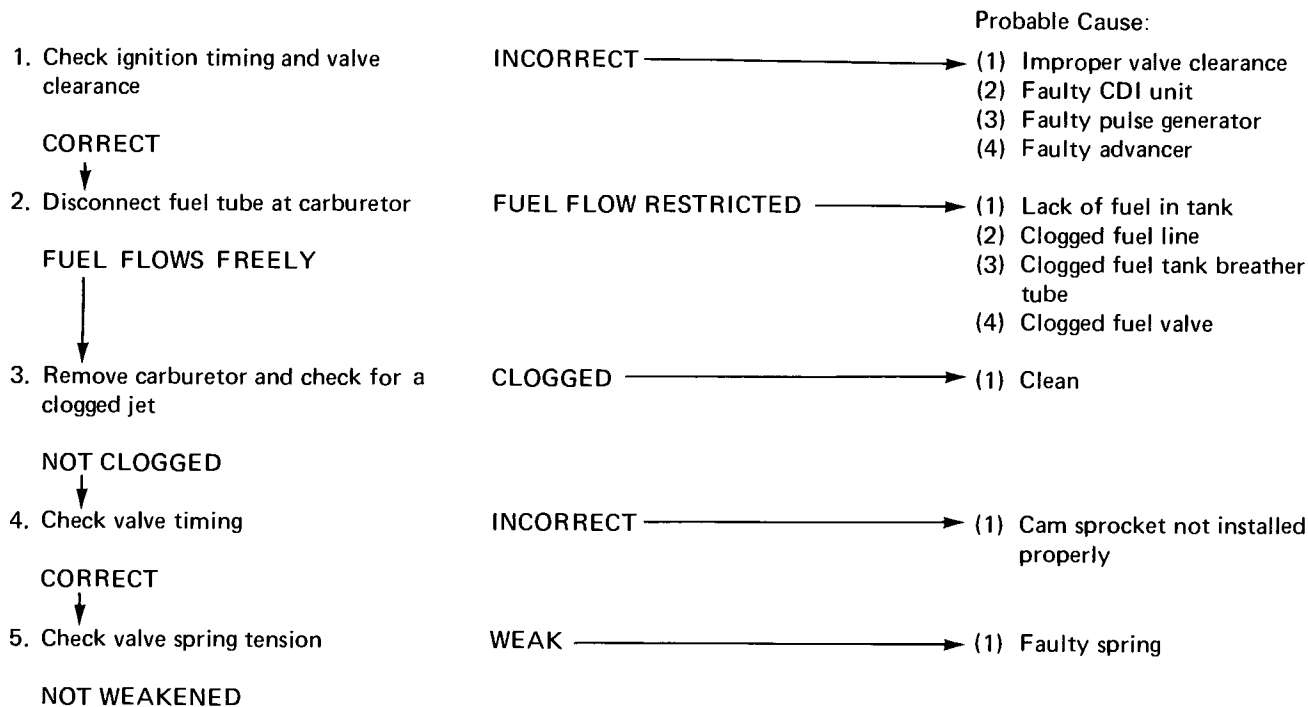 Probable Cause:
1. Check ignition timing and valve clearance
INCORRECT
(1) Improper valve clearance
(2) Faulty CDI unit
(3) Faulty pulse generator
(4) Faulty advancer
CORRECT
2. Disconnect fuel tube at carburetor
FUEL FLOW RESTRICTED
(1) Lack of fuel in tank
(2) Clogged fuel line
(3) Clogged fuel tank breather
tube
(4) Clogged fuel valve
FUEL FLOWS FREELY
3. Remove carburetor and check for a
clogged jet
CLOGGED
(1) Clean
NOT CLOGGED
4. Check valve timing
INCORRECT
(1) Cam sprocket not installed
properly
CORRECT
5. Check valve spring tension
WEAK
(1) Faulty spring
NOT WEAKENED